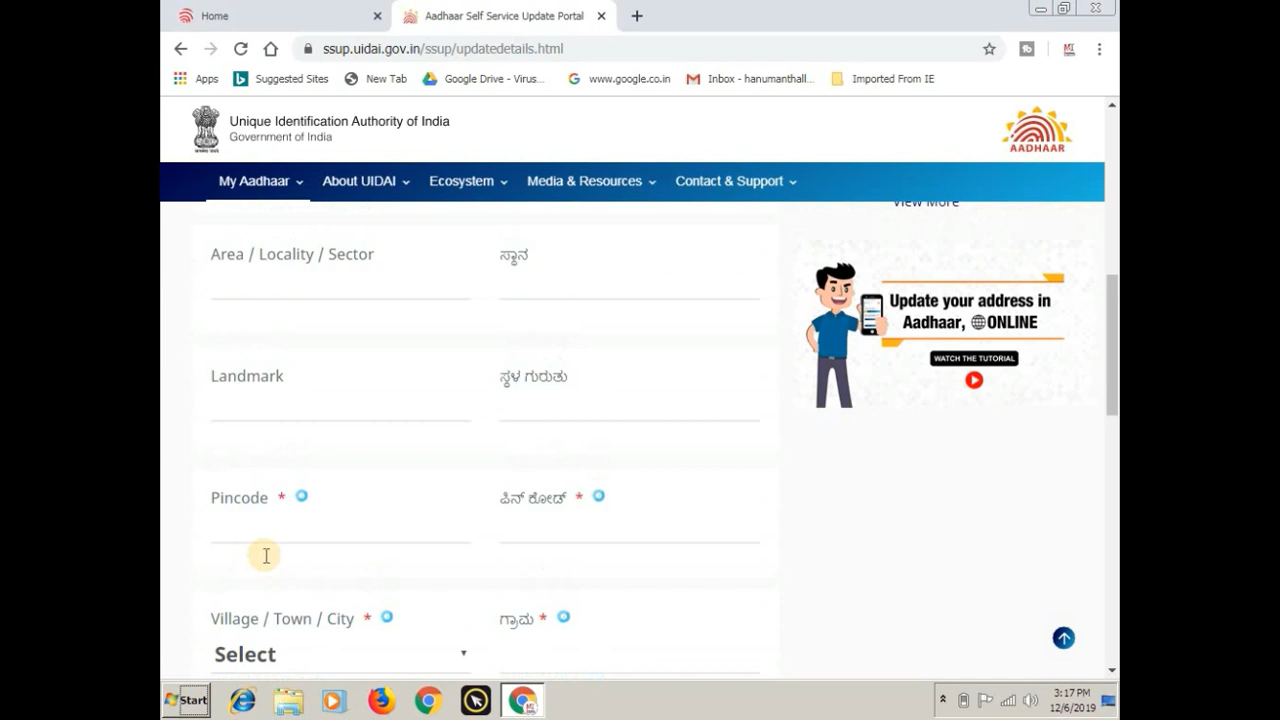 Home
Aadhaar Self Service Update Portal
ssup.uidai.gov.in/ssup/updatedetails.html
Apps
Suggested Sites
New Tab
Google Drive - Virus...
www.google.co.in
Inbox - hanumanthall...
Imported From IE
Unique Identification Authority of India
Government of India
AADHAAR
My Aadhaar
About UIDAI
Ecosystem
Media & Resources
Contact & Support
View More
Area / Locality / Sector
ಸ್ಥಾನ
Update your address in
Aadhaar, ONLINE
WATCH THE TUTORIAL
Landmark
ಸ್ಥಳ ಗುರುತು
Pincode *
ಪಿನ್ ಕೋಡ್ *
Village / Town / City *
ಗ್ರಾಮ *
Select
Start
3:17 PM
12/6/2019